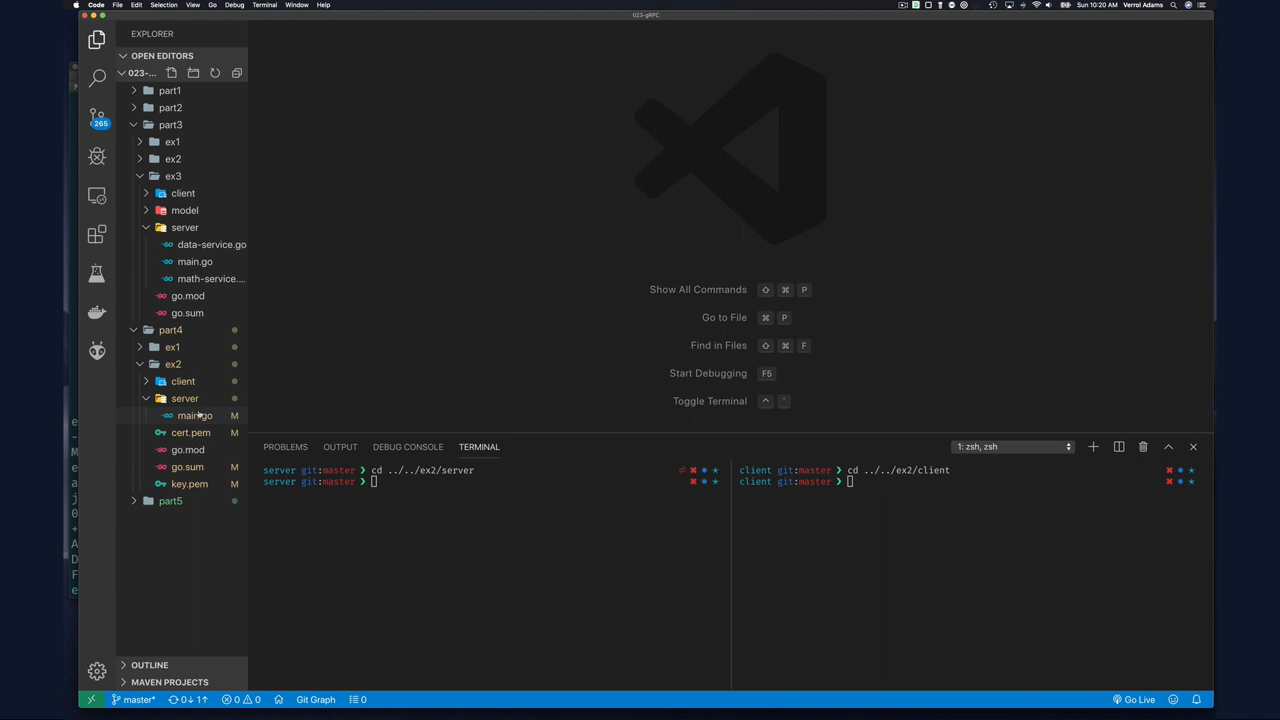 Code File Edit Selection View Go Debug Terminal Window Help
Sun 10:20 AM Verrol Adams
023-gRPC
EXPLORER
OPEN EDITORS
023-...
part1
part2
part3
ex1
ex2
ex3
client
model
server
data-service.go
main.go
math-service....
go.mod
go.sum
part4
ex1
ex2
client
server
main.go M
cert.pem M
go.mod
go.sum M
key.pem M
part5
OUTLINE
MAVEN PROJECTS
265
Show All Commands ⇧ ⌘ P
Go to File ⌘ P
Find in Files ⇧ ⌘ F
Start Debugging F5
Toggle Terminal ^ `
PROBLEMS OUTPUT DEBUG CONSOLE TERMINAL
1: zsh, zsh
server git:master ❯ cd ../../ex2/server
server git:master ❯
client git:master ❯ cd ../../ex2/client
client git:master ❯
master* 0↓ 1↑ 0 0 Git Graph 0
Go Live